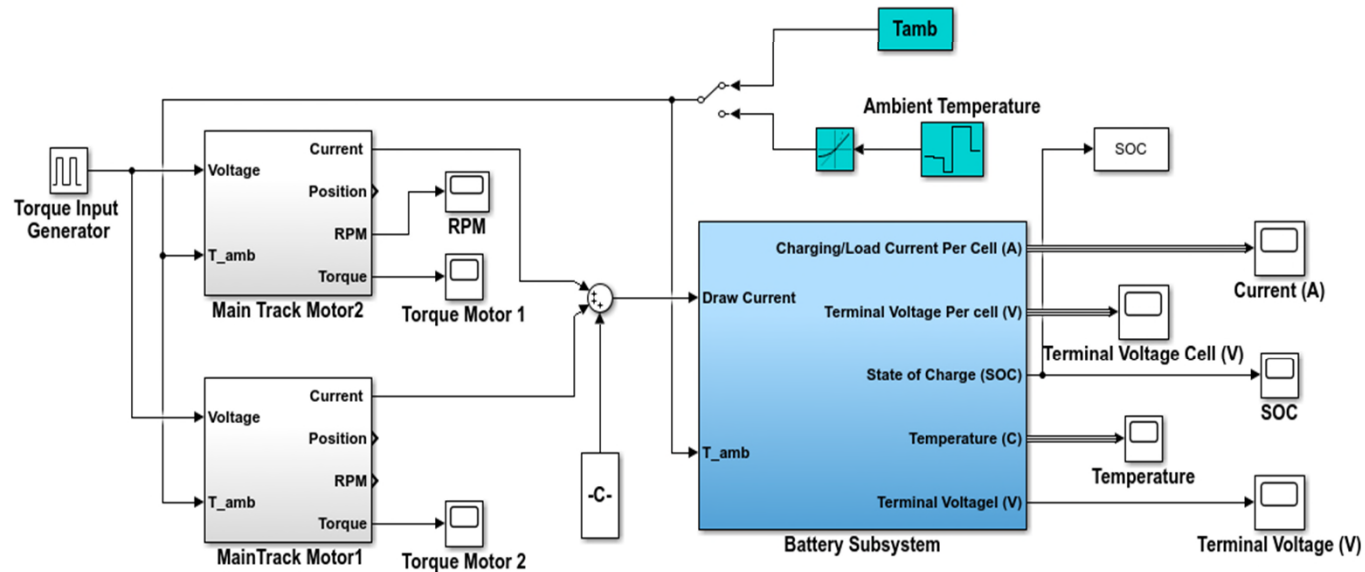 Tamb
Ambient Temperature
SOC
Torque Input
Generator
Voltage
T_amb
Current
Position
RPM
Torque
Main Track Motor2
RPM
Torque Motor 1
Voltage
T_amb
Current
Position
RPM
Torque
MainTrack Motor1
Torque Motor 2
+
+
+
-C-
Draw Current
T_amb
Charging/Load Current Per Cell (A)
Terminal Voltage Per cell (V)
State of Charge (SOC)
Temperature (C)
Terminal Voltagel (V)
Battery Subsystem
Current (A)
Terminal Voltage Cell (V)
SOC
Temperature
Terminal Voltage (V)